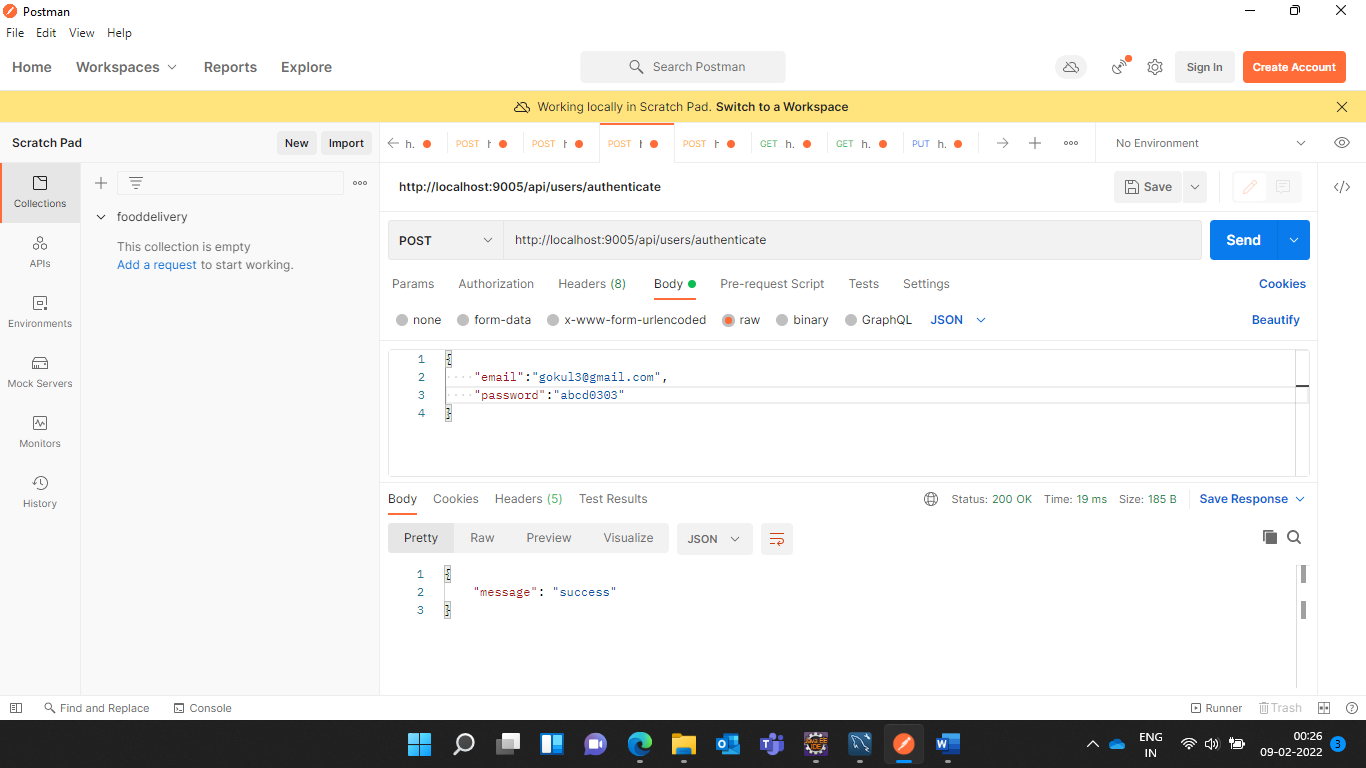 Postman
File Edit View Help
Home Workspaces Reports Explore Search Postman Sign In Create Account
Working locally in Scratch Pad. Switch to a Workspace
Scratch Pad New Import h. POST POST POST POST GET h. GET h. PUT h. No Environment
http://localhost:9005/api/users/authenticate Save
Collections
fooddelivery
This collection is empty
Add a request to start working.
APIs
Environments
Mock Servers
Monitors
History
POST http://localhost:9005/api/users/authenticate Send
Params Authorization Headers (8) Body Pre-request Script Tests Settings Cookies
none form-data x-www-form-urlencoded raw binary GraphQL JSON Beautify
1 {
2 "email":"gokul3@gmail.com",
3 "password":"abcd0303"
4 }
Body Cookies Headers (5) Test Results Status: 200 OK Time: 19 ms Size: 185 B Save Response
Pretty Raw Preview Visualize JSON
1 {
2 "message": "success"
3 }
Find and Replace Console Runner Trash
ENG
IN
00:26
09-02-2022
3